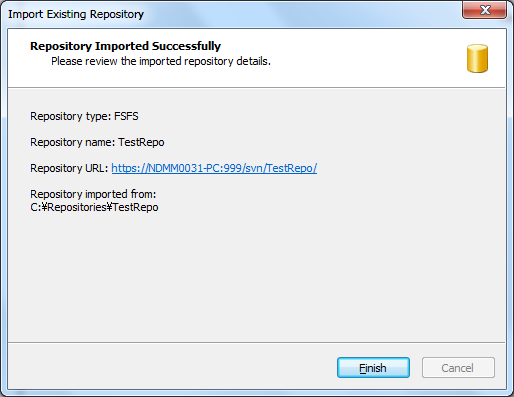 Import Existing Repository
Repository Imported Successfully
Please review the imported repository details.
Repository type: FSFS
Repository name: TestRepo
Repository URL: https://NDMM0031-PC:999/svn/TestRepo/
Repository imported from:
C:¥Repositories¥TestRepo
Finish
Cancel